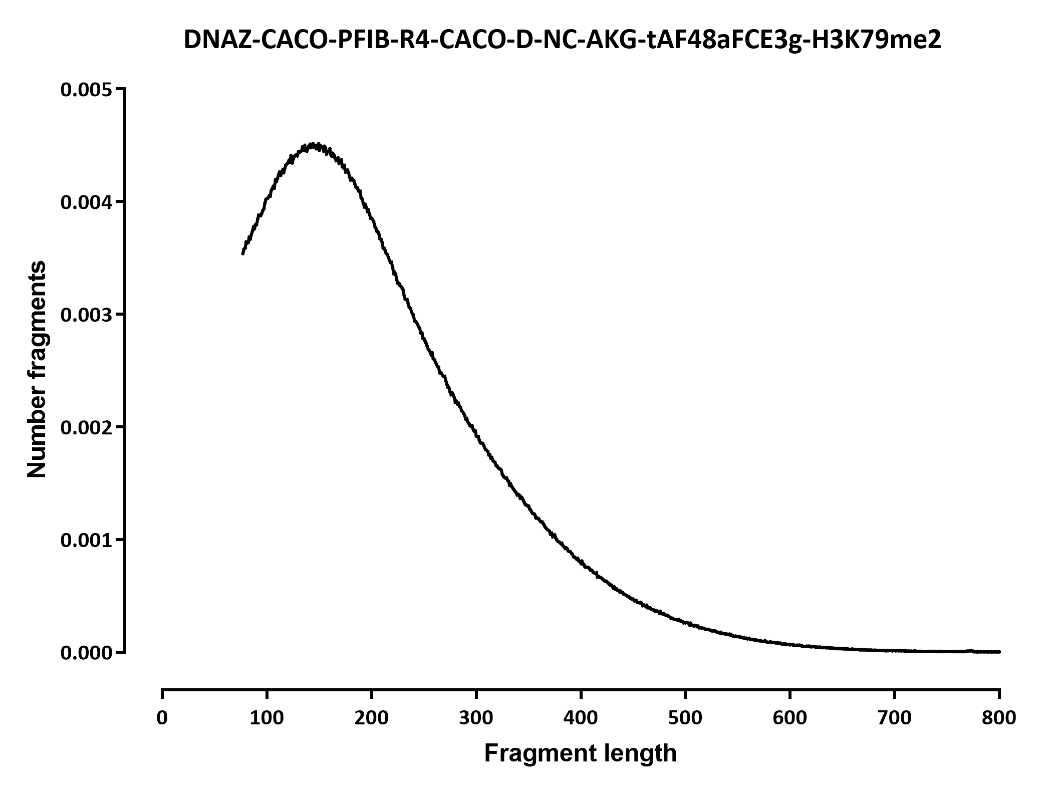 DNAZ-CACO-PFIB-R4-CACO-D-NC-AKG-tAF48aFCE3g-H3K79me2
0.005
0.004
0.003
0.002
0.001
0.000
Number fragments
0 100 200 300 400 500 600 700 800
Fragment length